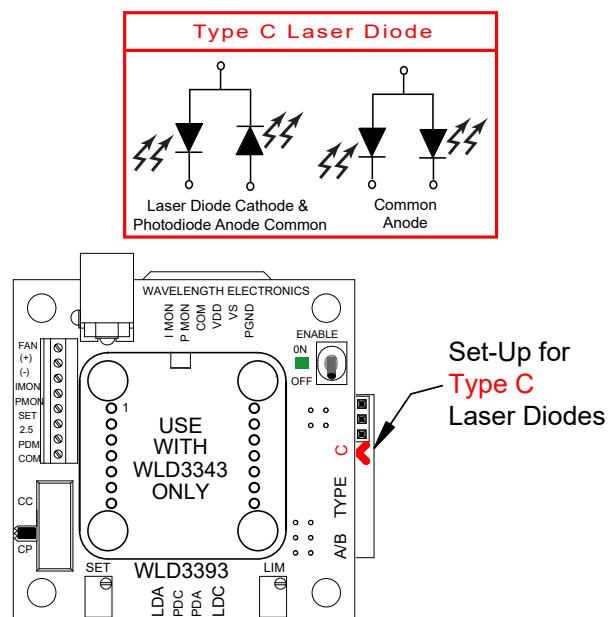 Type C Laser Diode
Laser Diode Cathode &
Photodiode Anode Common
Common
Anode
WAVELENGTH ELECTRONICS
I MON
P MON
COM
VDD
VS
PGND
ENABLE
0N
OFF
FAN
(+)
(-)
IMON
PMON
SET
2.5
PDM
COM
1
USE
WITH
WLD3343
ONLY
CC
CP
SET
WLD3393
LIM
LDA
PDC
PDA
LDC
A/B TYPE C
Set-Up for
Type C
Laser Diodes